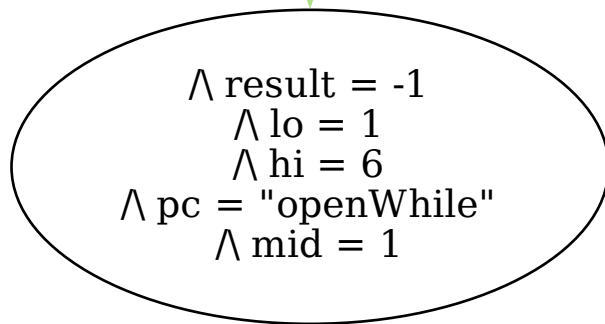 /\ result = -1
/\ lo = 1
/\ hi = 6
/\ pc = "openWhile"
/\ mid = 1